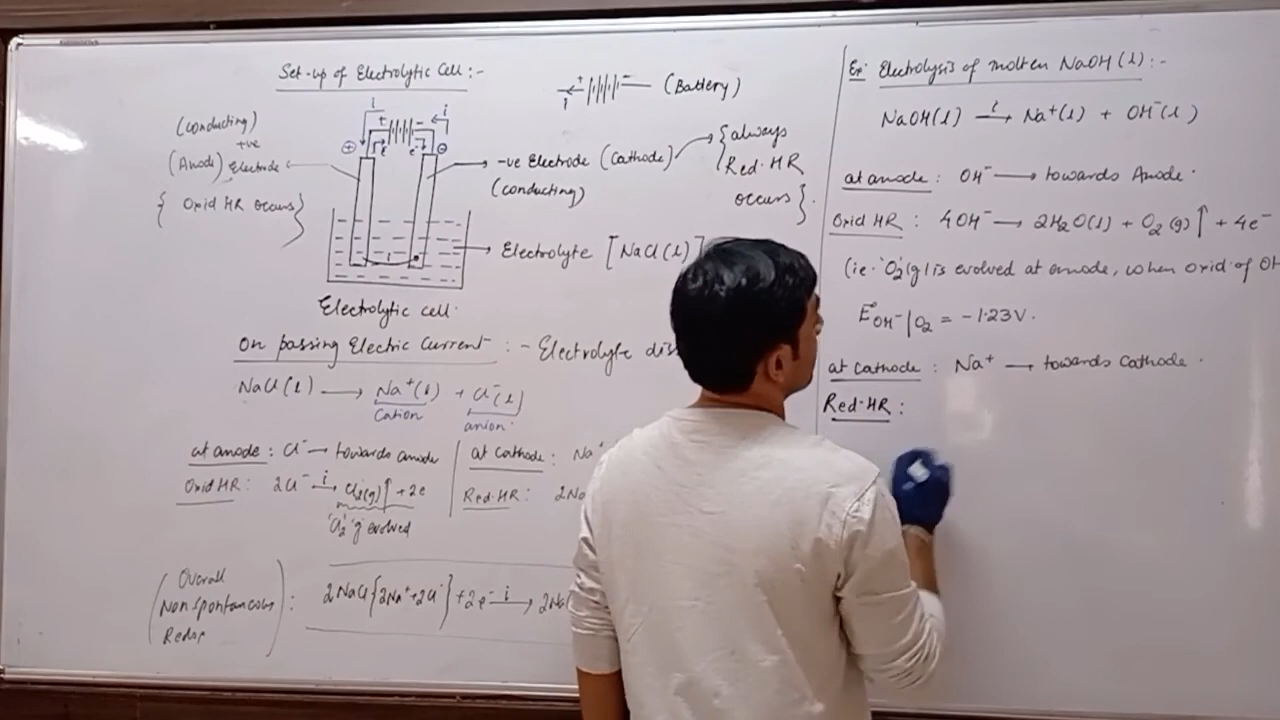 Set-up of Electrolytic Cell :-
(Conducting)
+ve
(Anode) Electrode
{ Oxid HR occurs }
i
+ -
i
e e
+
-
i
+ -
i
(Battery)
-ve Electrode (Cathode)
(conducting)
{always
Red. HR
occurs }.
Electrolyte [NaCl(l)]
Electrolytic cell.
On passing Electric Current :- Electrolyte
NaCl(l) → Na⁺(l) + Cl⁻(l)
Cation
anion.
at anode : Cl⁻ → towards anode
Oxid HR : 2Cl⁻ →i Cl₂(g)↑ + 2e
'Cl₂' g evolved
at Cathode : Na⁺
Red. HR :
(Overall
Non Spontaneous
Redox) : 2NaCl{2Na⁺+2Cl⁻} + 2e⁻ →i
Ex: Electrolysis of molten NaOH(l) :-
NaOH(l) →i Na⁺(l) + OH⁻(l)
at anode : OH⁻ → towards Anode.
Oxid HR : 4OH⁻ → 2H₂O(l) + O₂(g)↑ + 4e⁻
(ie. 'O₂'(g) is evolved at anode, when oxid. of
E°OH⁻|O₂ = -1.23V.
at Cathode : Na⁺ → towards Cathode.
Red. HR :